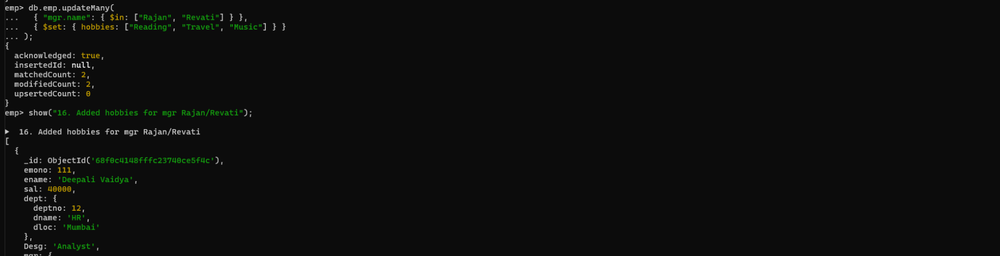 emp> db.emp.updateMany(
...   { "mgr.name": { $in: ["Rajan", "Revati"] } },
...   { $set: { hobbies: ["Reading", "Travel", "Music"] } }
... );
{
  acknowledged: true,
  insertedId: null,
  matchedCount: 2,
  modifiedCount: 2,
  upsertedCount: 0
}
emp> show("16. Added hobbies for mgr Rajan/Revati");
▶  16. Added hobbies for mgr Rajan/Revati
[
  {
    _id: ObjectId('68f0c4148fffc23740ce5f4c'),
    emono: 111,
    ename: 'Deepali Vaidya',
    sal: 40000,
    dept: {
      deptno: 12,
      dname: 'HR',
      dloc: 'Mumbai'
    },
    Desg: 'Analyst',
    mgr: {